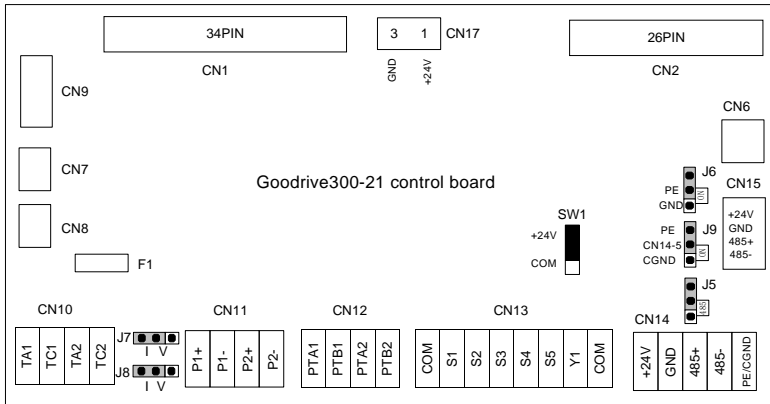 34PIN
3 1
CN17
26PIN
CN1
GND
+24V
CN2
CN9
CN6
CN7
Goodrive300-21 control board
J6
PE
ON
GND
CN15
CN8
SW1
+24V
COM
J9
PE
CN14-5
ON
CGND
+24V
GND
485+
485-
F1
J5
485
CN10
CN11
CN12
CN13
CN14
J7
I V
J8
I V
TA1
TC1
TA2
TC2
P1+
P1-
P2+
P2-
PTA1
PTB1
PTA2
PTB2
COM
S1
S2
S3
S4
S5
Y1
COM
+24V
GND
485+
485-
PE/CGND